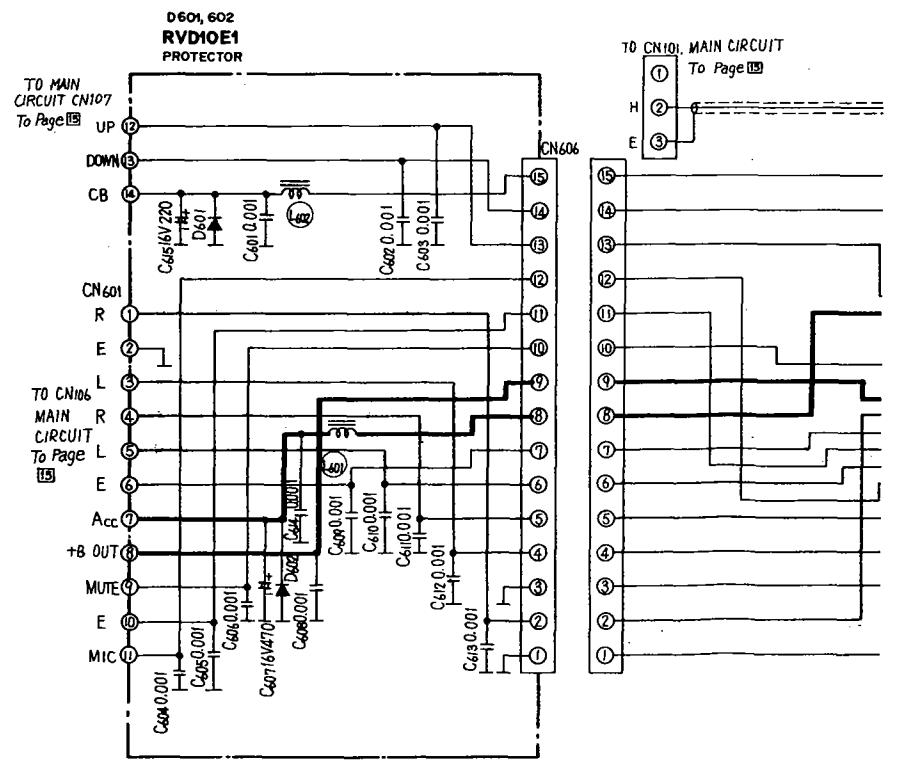 D601, 602
RVD10E1
PROTECTOR
TO MAIN
CIRCUIT CN107
To Page 15
12
UP
13
DOWN
14
CB
C615 16V 220
D601
C601 0.001
L602
C602 0.01
C603 0.001
CN601
R
1
E
2
L
3
R
4
L
5
E
6
ACC
7
+B OUT
8
MUTE
9
E
10
MIC
11
TO CN106
MAIN
CIRCUIT
To Page
15
L601
C614 0.0011
C609 0.001
C610 0.001
C611 0.001
C612 0.001
C613 0.001
D602
C604 0.001
C605 0.001
C606 0.001
C607 16V470
C608 0.001
CN606
15
14
13
12
11
10
9
8
7
6
5
4
3
2
1
TO CN101, MAIN CIRCUIT
To Page 15
1
H
2
E
3
15
14
13
12
11
10
9
8
7
6
5
4
3
2
1